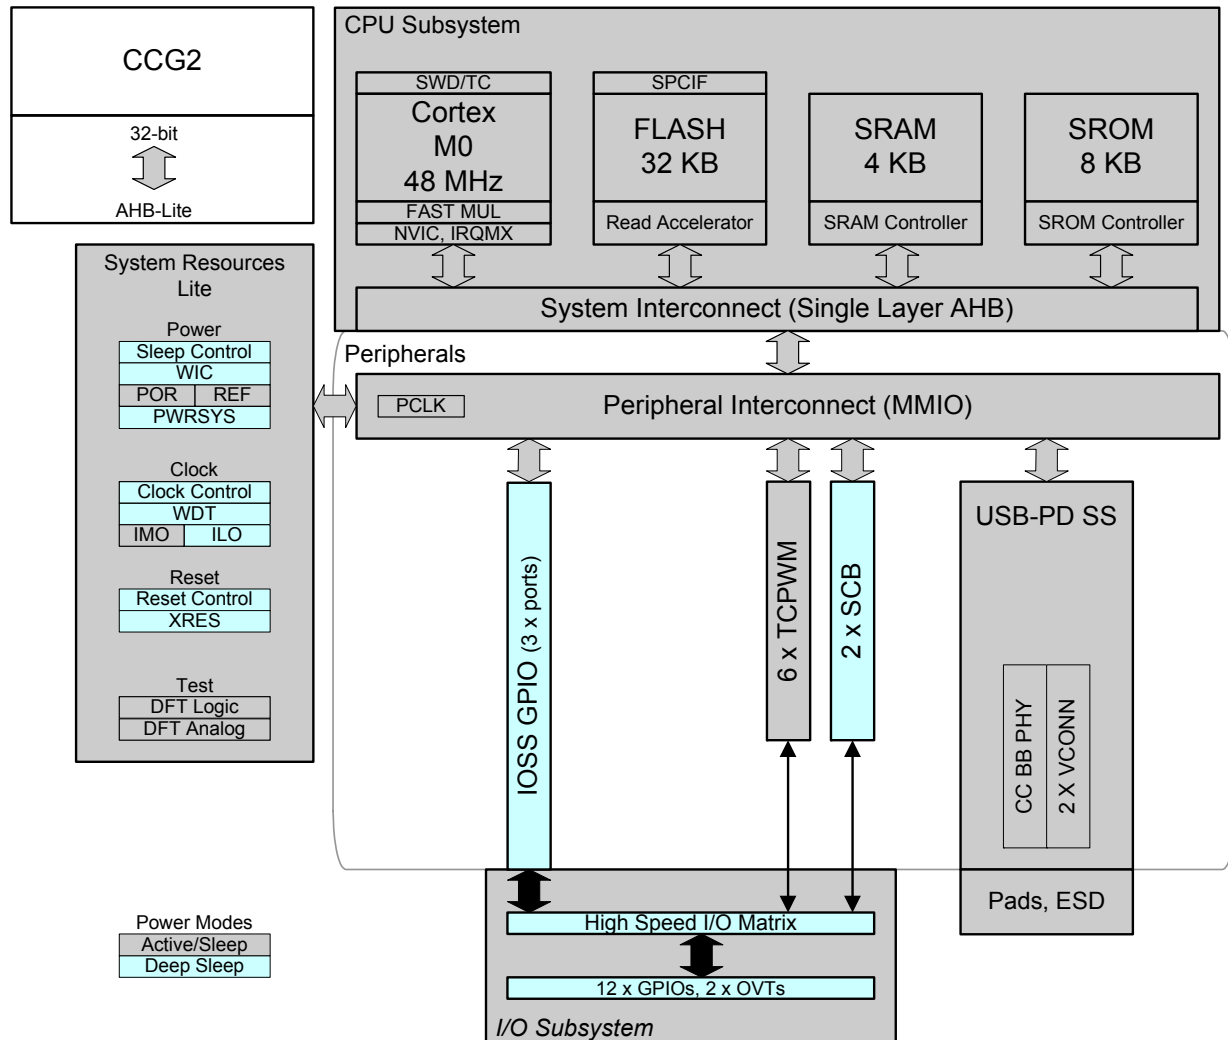 CCG2
32-bit
AHB-Lite
CPU Subsystem
SWD/TC
Cortex
M0
48 MHz
FAST MUL
NVIC, IRQMX
SPCIF
FLASH
32 KB
Read Accelerator
SRAM
4 KB
SRAM Controller
SROM
8 KB
SROM Controller
System Interconnect (Single Layer AHB)
System Resources
Lite
Power
Sleep Control
WIC
POR REF
PWRSYS
Clock
Clock Control
WDT
IMO ILO
Reset
Reset Control
XRES
Test
DFT Logic
DFT Analog
Peripherals
PCLK
Peripheral Interconnect (MMIO)
IOSS GPIO (3 x ports)
6 x TCPWM
2 x SCB
USB-PD SS
CC BB PHY
2 X VCONN
Pads, ESD
High Speed I/O Matrix
12 x GPIOs, 2 x OVTs
I/O Subsystem
Power Modes
Active/Sleep
Deep Sleep